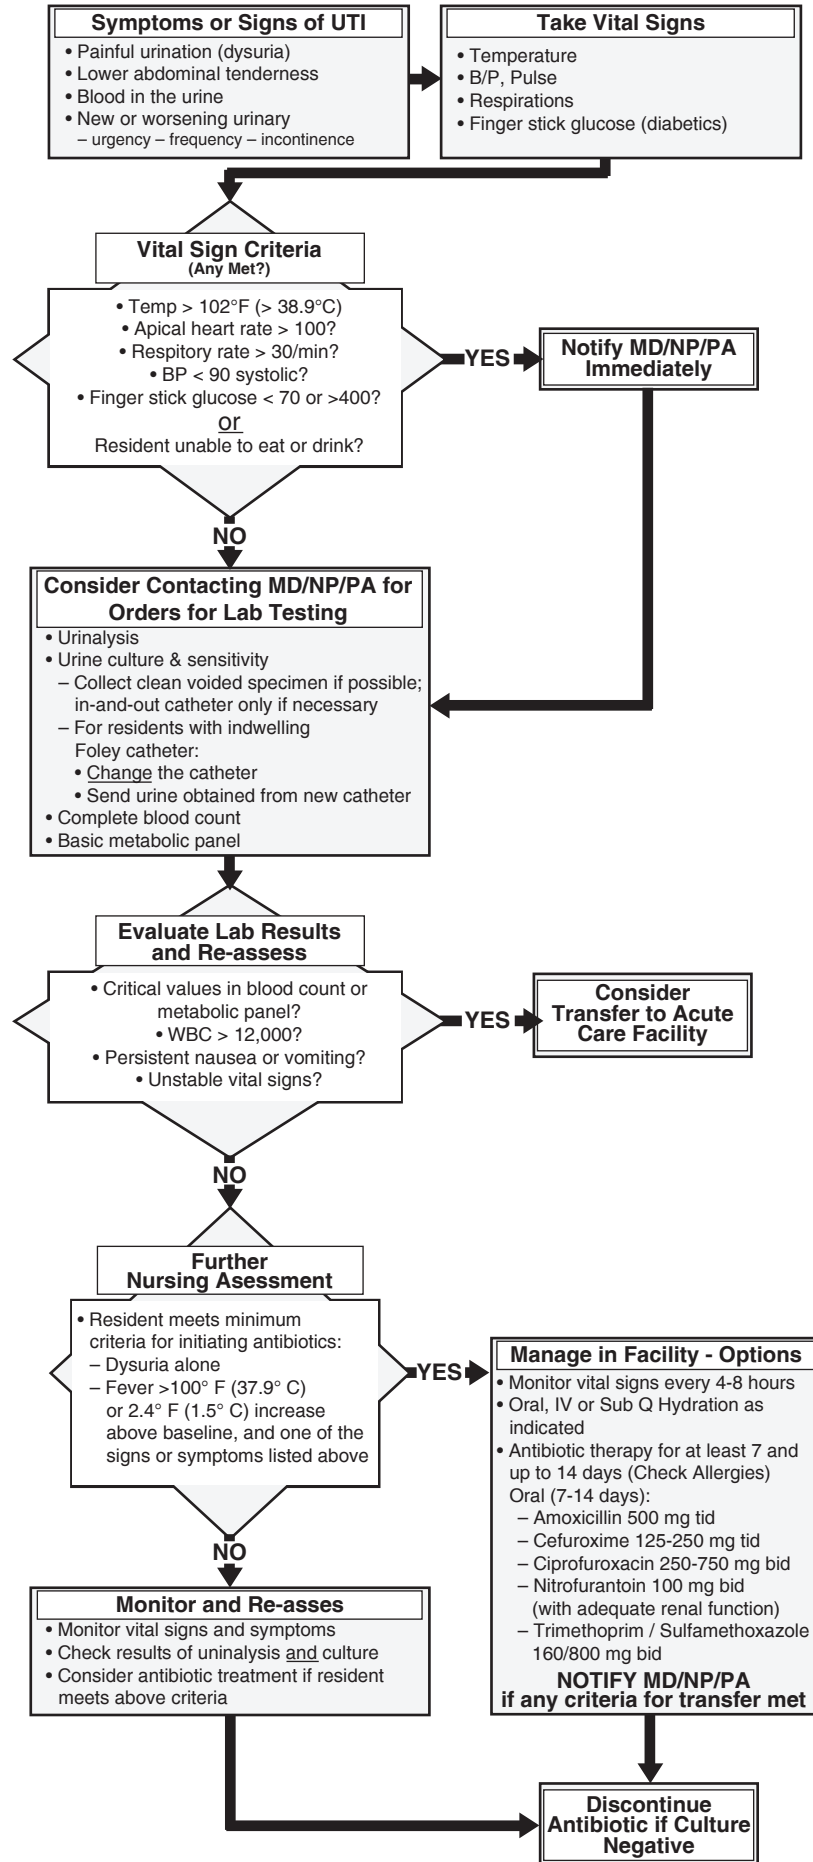 Symptoms or Signs of UTI
• Painful urination (dysuria)
• Lower abdominal tenderness
• Blood in the urine
• New or worsening urinary
– urgency – frequency – incontinence
Take Vital Signs
• Temperature
• B/P, Pulse
• Respirations
• Finger stick glucose (diabetics)
Vital Sign Criteria
(Any Met?)
• Temp > 102°F (> 38.9°C)
• Apical heart rate > 100?
• Respitory rate > 30/min?
• BP < 90 systolic?
• Finger stick glucose < 70 or >400?
or
Resident unable to eat or drink?
YES
Notify MD/NP/PA
Immediately
NO
Consider Contacting MD/NP/PA for
Orders for Lab Testing
• Urinalysis
• Urine culture & sensitivity
– Collect clean voided specimen if possible;
in-and-out catheter only if necessary
– For residents with indwelling
Foley catheter:
• Change the catheter
• Send urine obtained from new catheter
• Complete blood count
• Basic metabolic panel
Evaluate Lab Results
and Re-assess
• Critical values in blood count or
metabolic panel?
• WBC > 12,000?
• Persistent nausea or vomiting?
• Unstable vital signs?
YES
Consider
Transfer to Acute
Care Facility
NO
Further
Nursing Asessment
• Resident meets minimum
criteria for initiating antibiotics:
– Dysuria alone
– Fever >100° F (37.9° C)
or 2.4° F (1.5° C) increase
above baseline, and one of the
signs or symptoms listed above
YES
Manage in Facility - Options
• Monitor vital signs every 4-8 hours
• Oral, IV or Sub Q Hydration as
indicated
• Antibiotic therapy for at least 7 and
up to 14 days (Check Allergies)
Oral (7-14 days):
– Amoxicillin 500 mg tid
– Cefuroxime 125-250 mg tid
– Ciprofuroxacin 250-750 mg bid
– Nitrofurantoin 100 mg bid
(with adequate renal function)
– Trimethoprim / Sulfamethoxazole
160/800 mg bid
NOTIFY MD/NP/PA
if any criteria for transfer met
NO
Monitor and Re-asses
• Monitor vital signs and symptoms
• Check results of uninalysis and culture
• Consider antibiotic treatment if resident
meets above criteria
Discontinue
Antibiotic if Culture
Negative